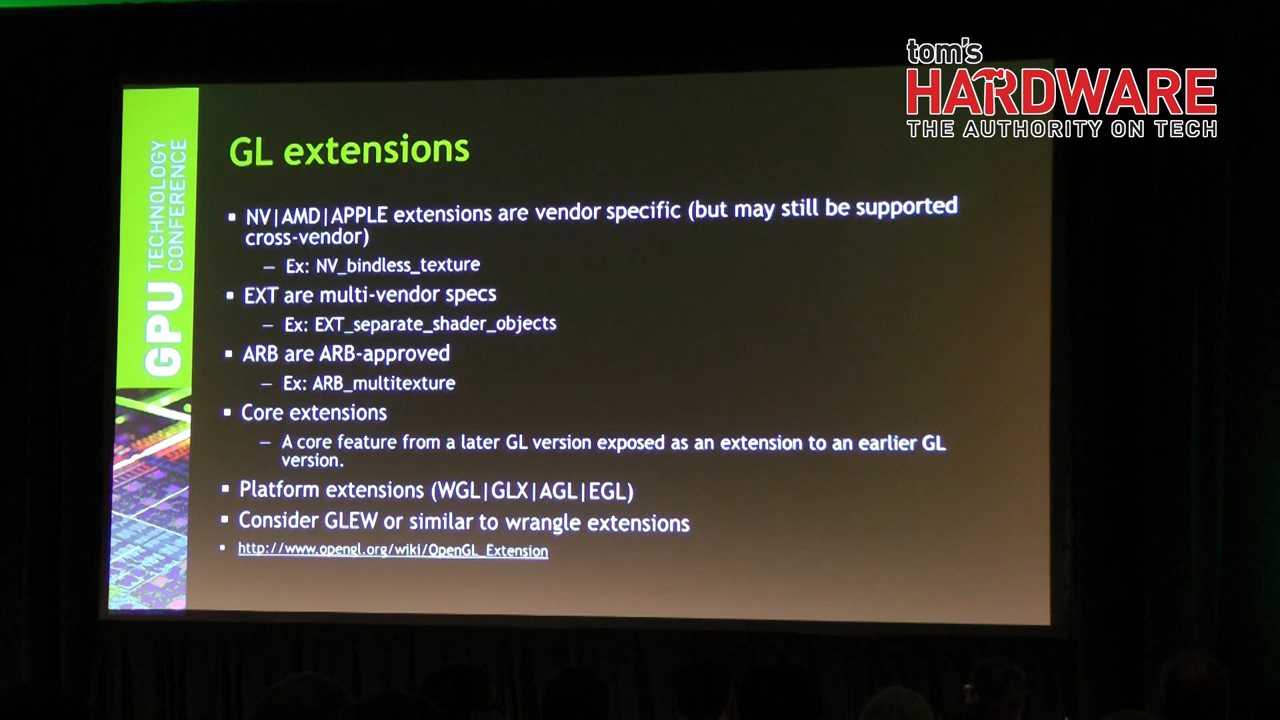 tom's
HARDWARE
THE AUTHORITY ON TECH
GPU TECHNOLOGY
CONFERENCE
GL extensions
▪ NV|AMD|APPLE extensions are vendor specific (but may still be supported
cross-vendor)
– Ex: NV_bindless_texture
▪ EXT are multi-vendor specs
– Ex: EXT_separate_shader_objects
▪ ARB are ARB-approved
– Ex: ARB_multitexture
▪ Core extensions
– A core feature from a later GL version exposed as an extension to an earlier GL
version.
▪ Platform extensions (WGL|GLX|AGL|EGL)
▪ Consider GLEW or similar to wrangle extensions
▪ http://www.opengl.org/wiki/OpenGL_Extension